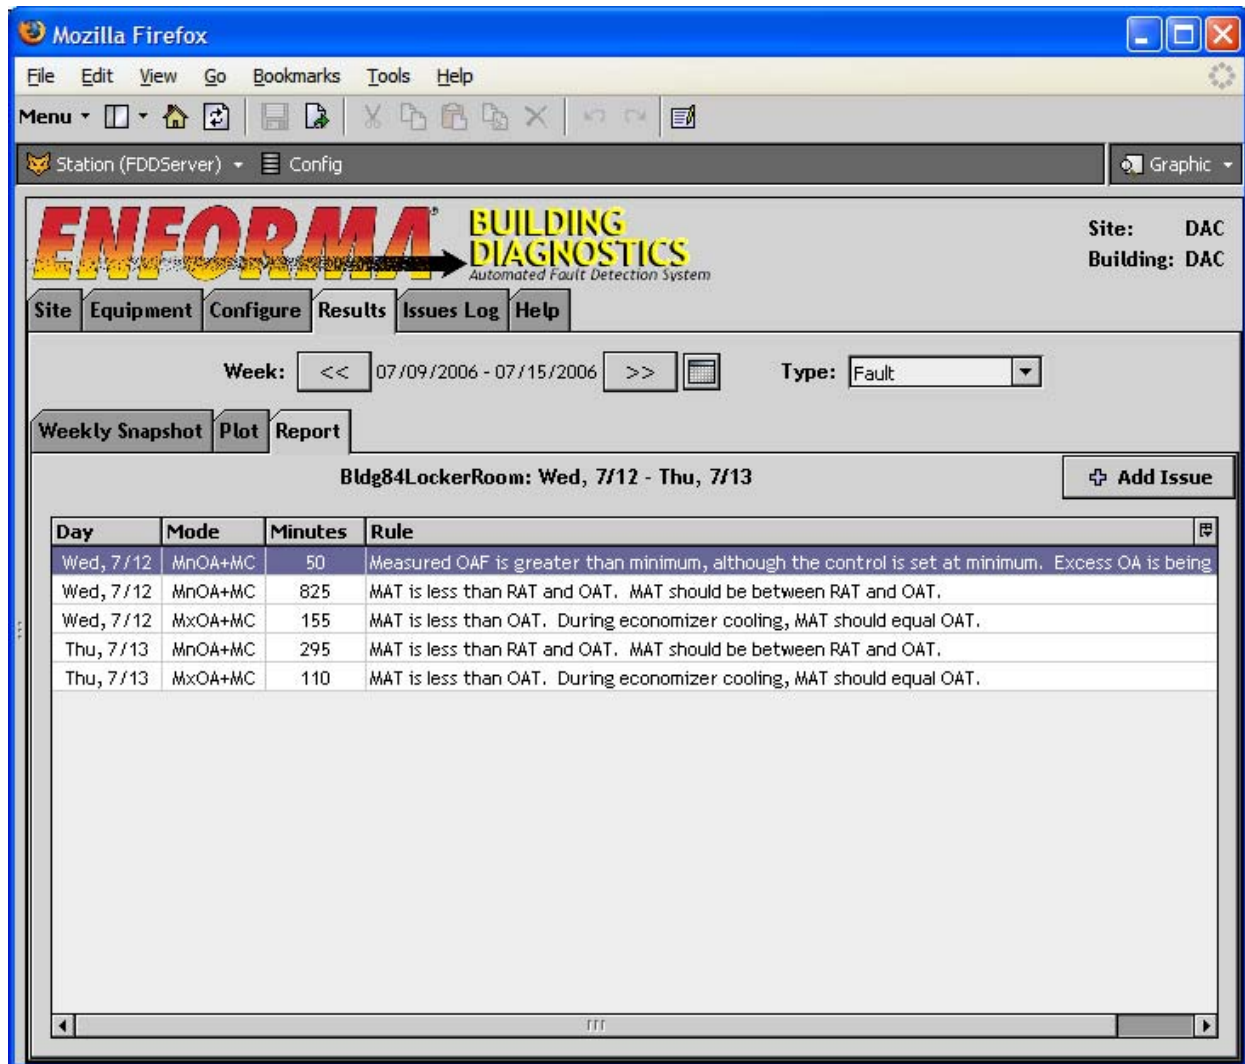 Mozilla Firefox
File Edit View Go Bookmarks Tools Help
Menu
Station (FDDServer) Config Graphic
ENFORMA® BUILDING DIAGNOSTICS
Automated Fault Detection System
Site: DAC
Building: DAC
Site Equipment Configure Results Issues Log Help
Week: << 07/09/2006 - 07/15/2006 >> Type: Fault
Weekly Snapshot Plot Report
Bldg84LockerRoom: Wed, 7/12 - Thu, 7/13 Add Issue
Day Mode Minutes Rule
Wed, 7/12 MnOA+MC 50 Measured OAF is greater than minimum, although the control is set at minimum. Excess OA is being
Wed, 7/12 MnOA+MC 825 MAT is less than RAT and OAT. MAT should be between RAT and OAT.
Wed, 7/12 MxOA+MC 155 MAT is less than OAT. During economizer cooling, MAT should equal OAT.
Thu, 7/13 MnOA+MC 295 MAT is less than RAT and OAT. MAT should be between RAT and OAT.
Thu, 7/13 MxOA+MC 110 MAT is less than OAT. During economizer cooling, MAT should equal OAT.